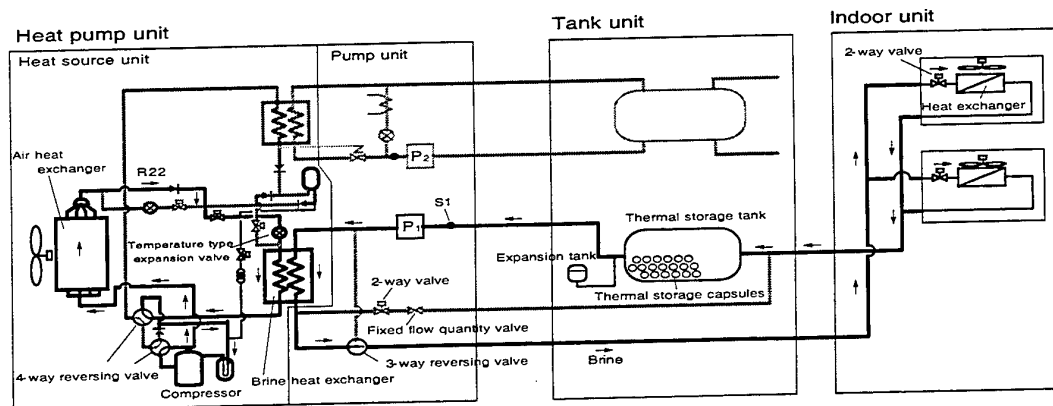 Heat pump unit
Tank unit
Indoor unit
Heat source unit
Pump unit
2-way valve
Heat exchanger
Air heat
exchanger
R22
P2
S1
P1
Thermal storage tank
Temperature type
expansion valve
Expansion tank
2-way valve
Thermal storage capsules
Fixed flow quantity valve
3-way reversing valve
Brine
4-way reversing valve
Brine heat exchanger
Compressor